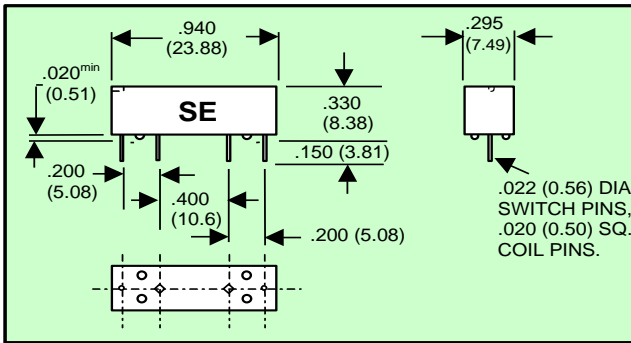 .940
(23.88)
.295
(7.49)
.020min
(0.51)
SE
.330
(8.38)
.150 (3.81)
.200
(5.08)
.400
(10.6)
.200 (5.08)
.022 (0.56) DIA
SWITCH PINS,
.020 (0.50) SQ.
COIL PINS.